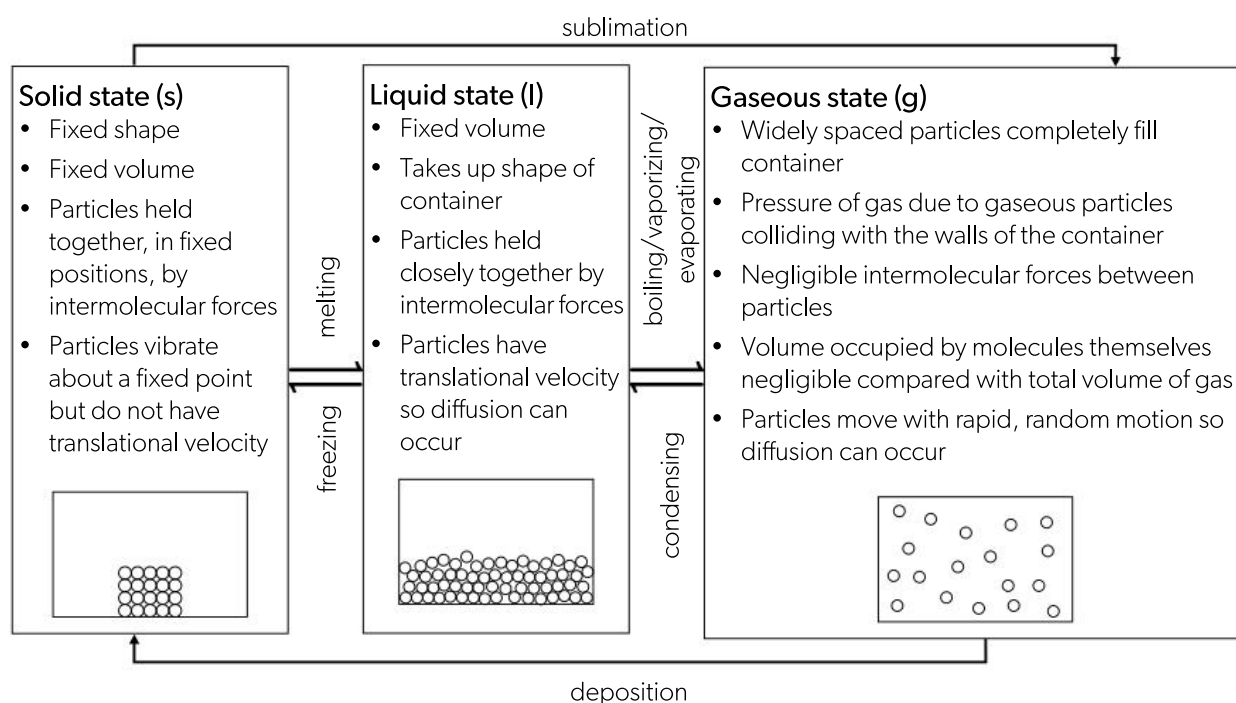 sublimation
Solid state (s)
• Fixed shape
• Fixed volume
• Particles held
together, in fixed
positions, by
intermolecular forces
• Particles vibrate
about a fixed point
but do not have
translational velocity
melting
freezing
Liquid state (l)
• Fixed volume
• Takes up shape of
container
• Particles held
closely together by
intermolecular forces
• Particles have
translational velocity
so diffusion can
occur
boiling/vaporizing/
evaporating
condensing
Gaseous state (g)
• Widely spaced particles completely fill
container
• Pressure of gas due to gaseous particles
colliding with the walls of the container
• Negligible intermolecular forces between
particles
• Volume occupied by molecules themselves
negligible compared with total volume of gas
• Particles move with rapid, random motion so
diffusion can occur
deposition